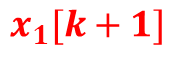 x₁[k + 1]